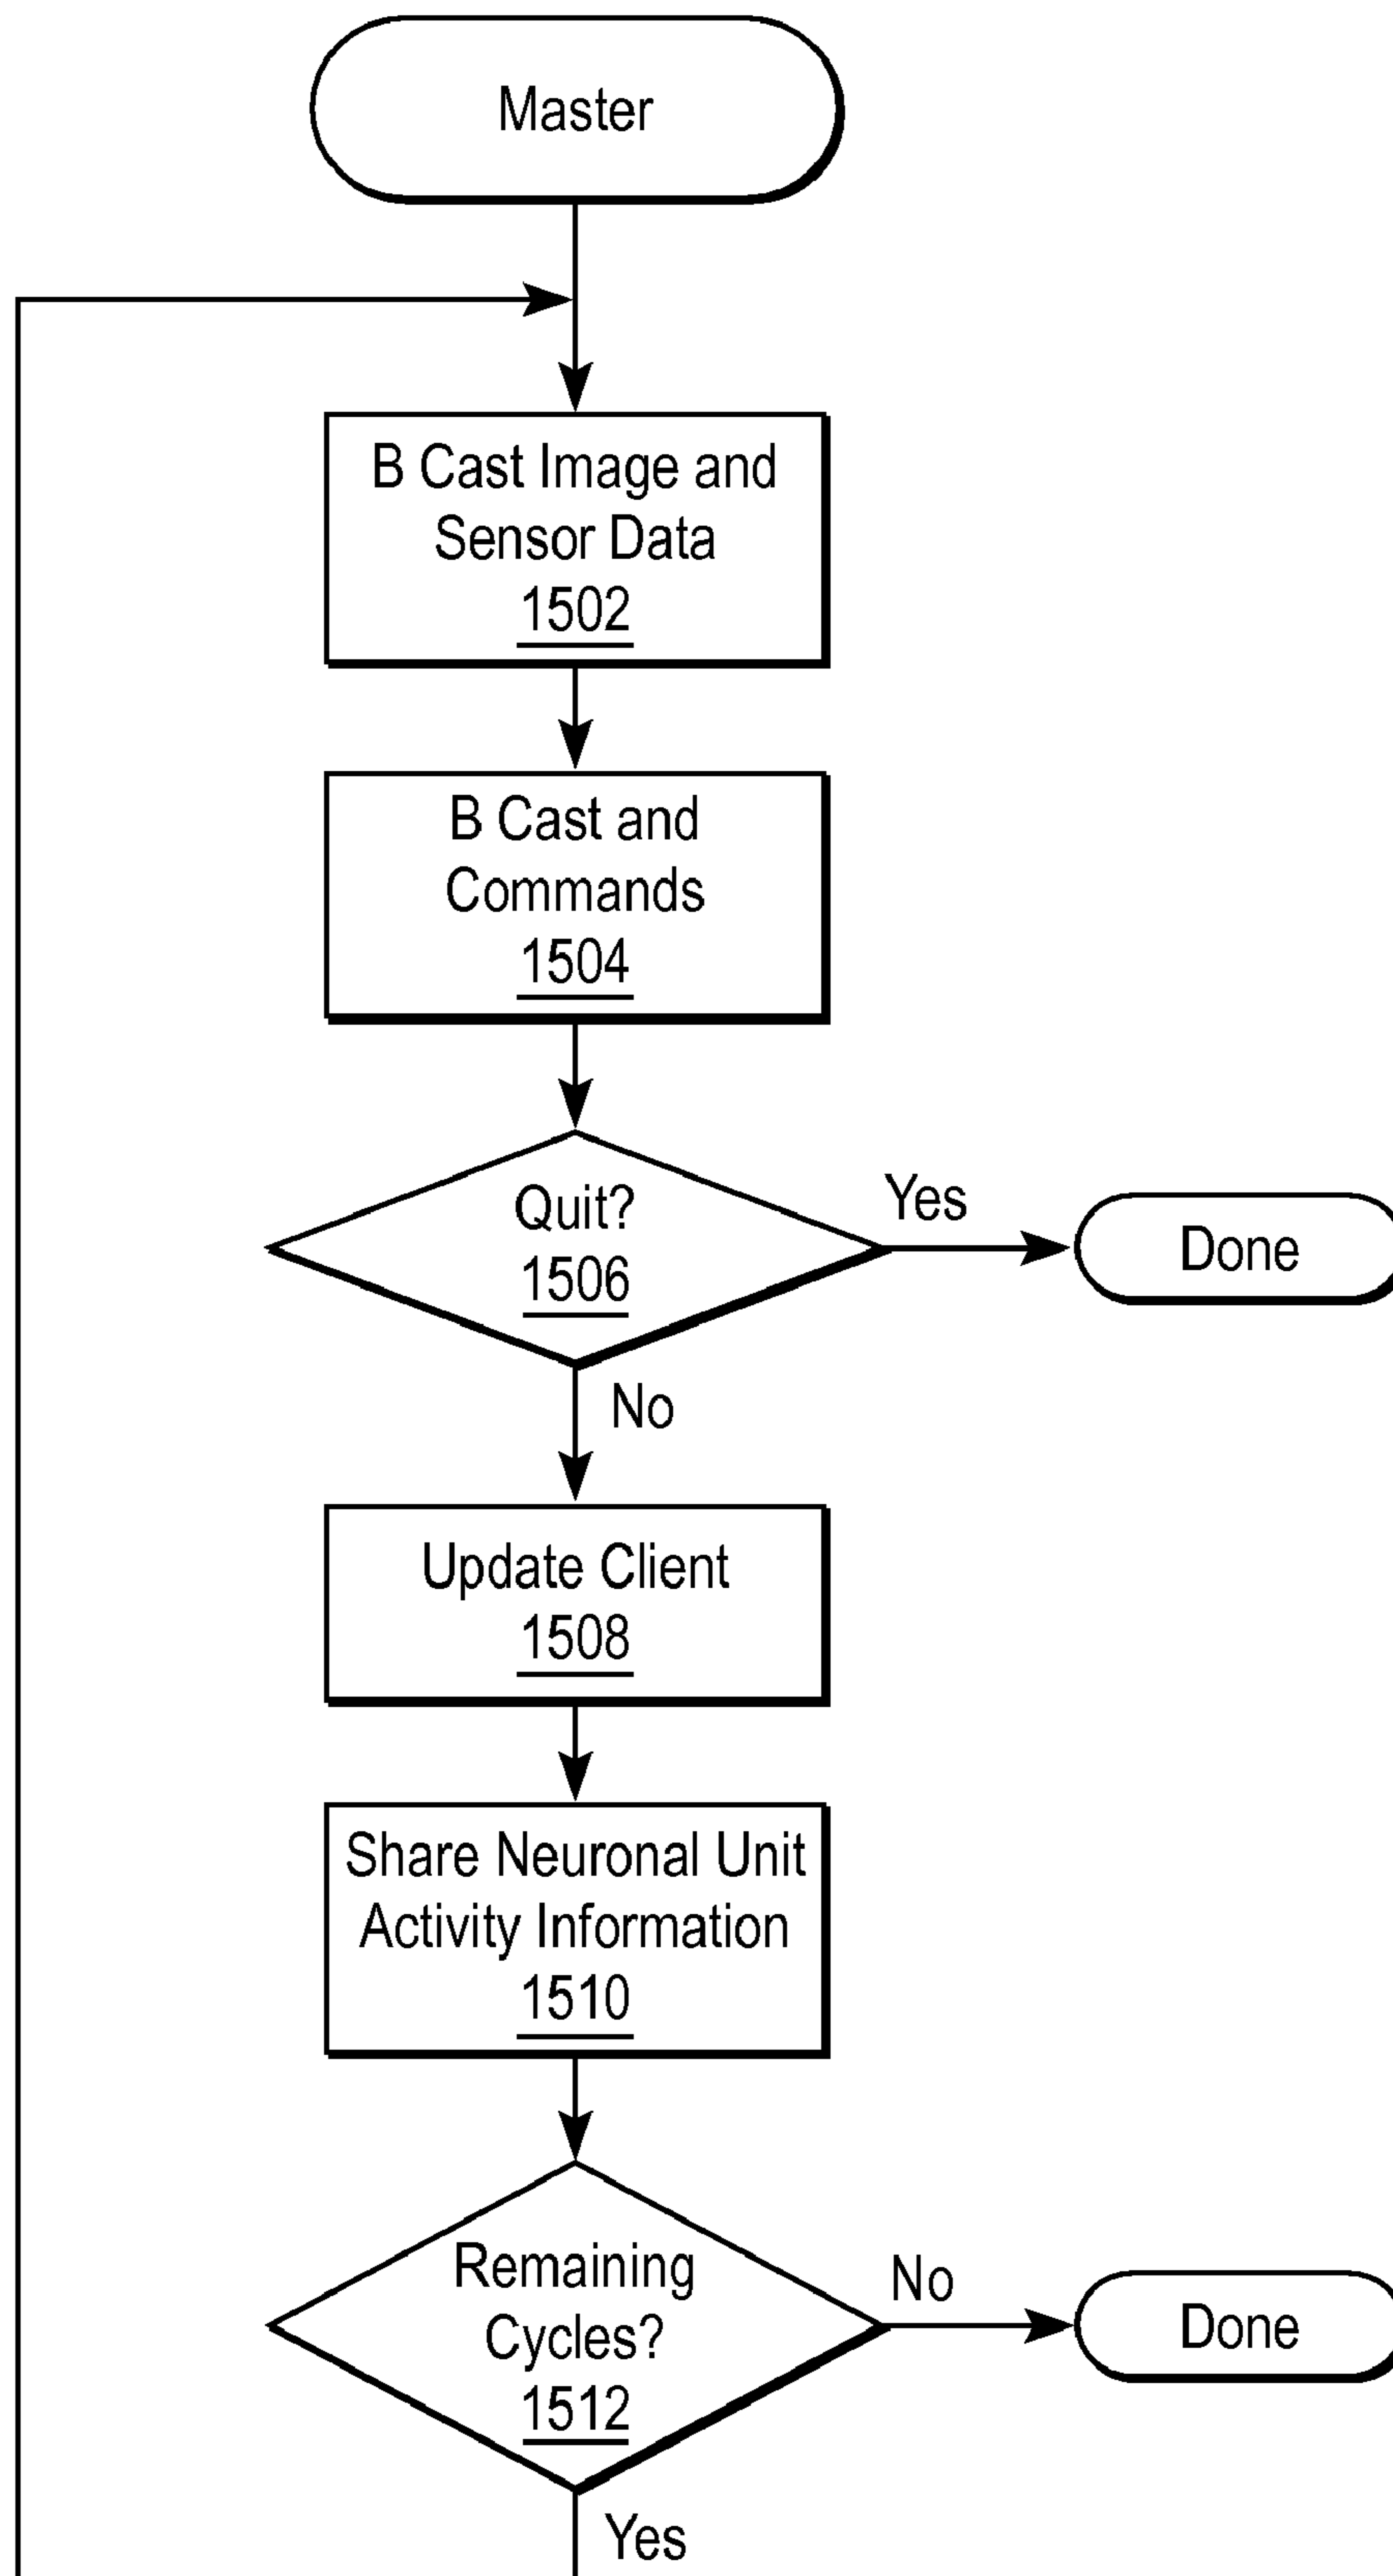 Master
B Cast Image and
Sensor Data
1502
B Cast and
Commands
1504
Quit?
1506
Yes
Done
No
Update Client
1508
Share Neuronal Unit
Activity Information
1510
Remaining
Cycles?
1512
No
Done
Yes